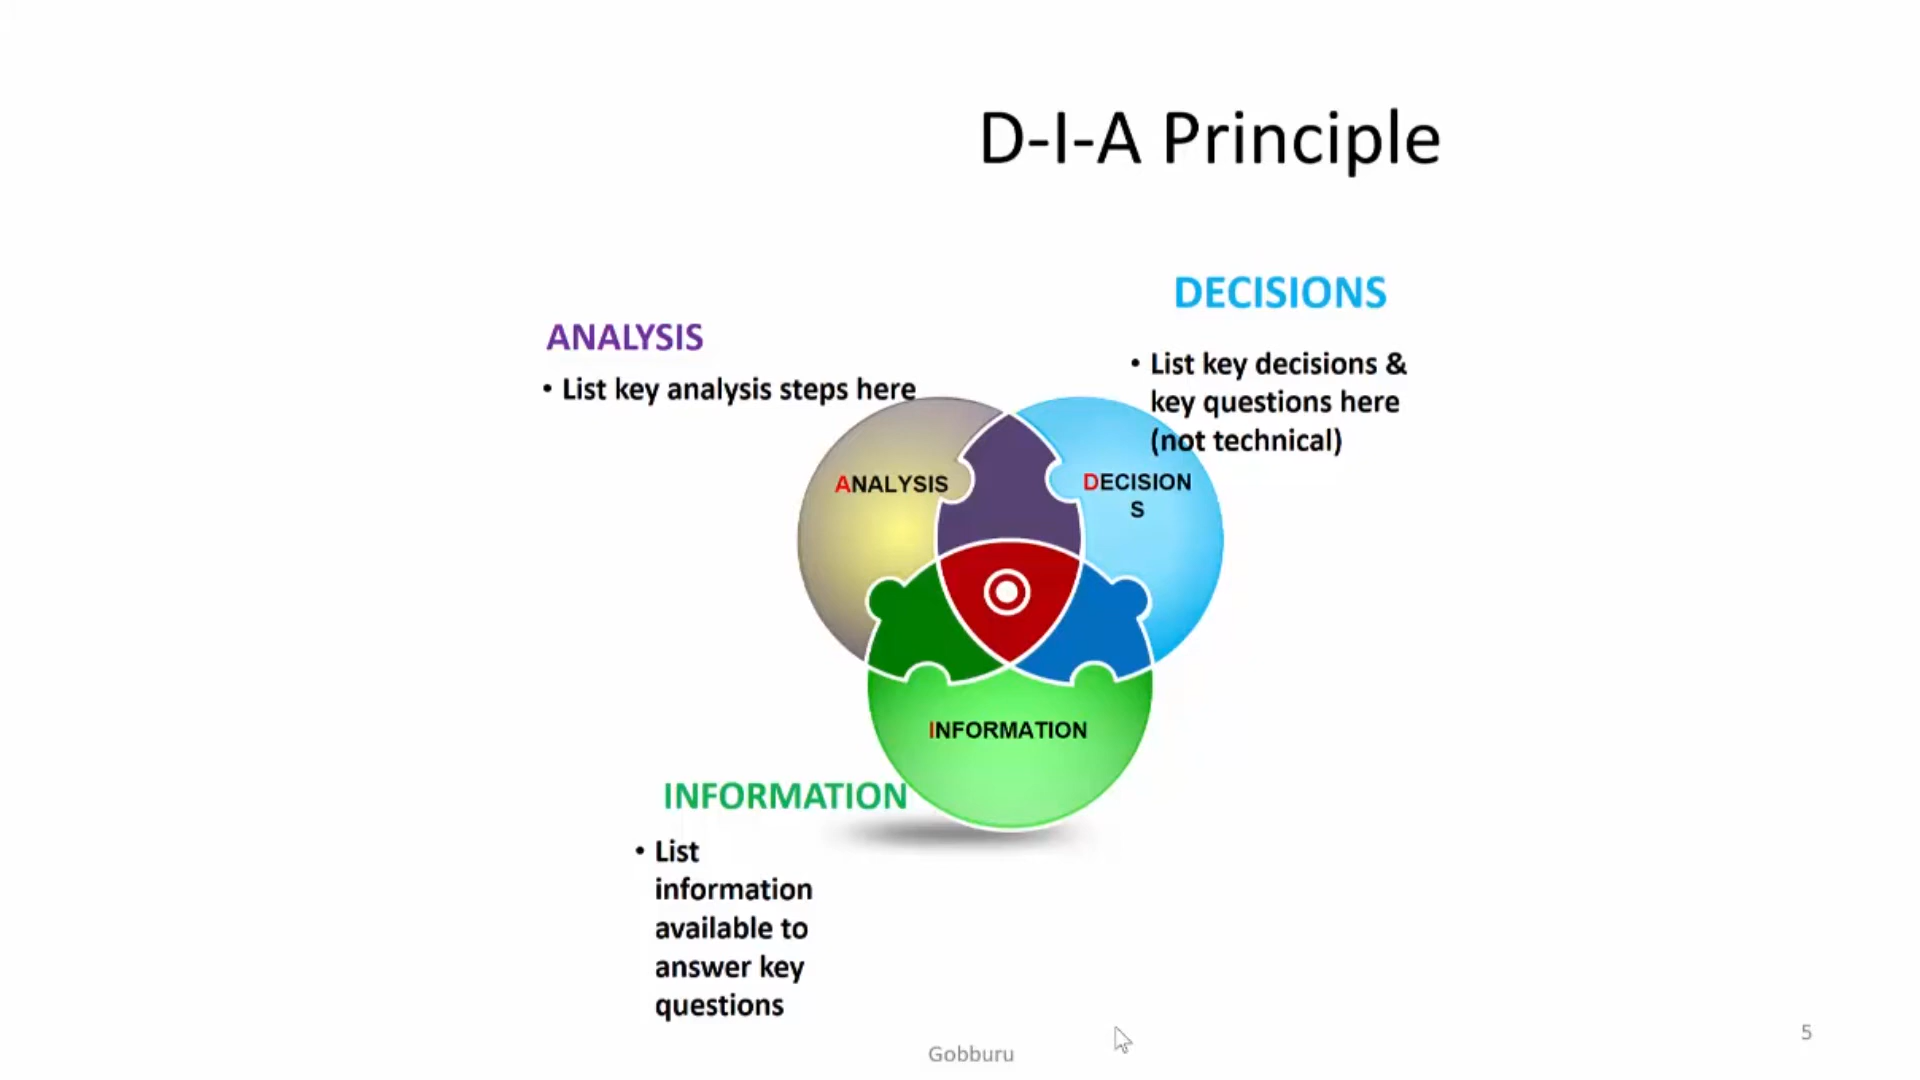 D-I-A Principle
DECISIONS
• List key decisions &
key questions here
(not technical)
ANALYSIS
• List key analysis steps here
ANALYSIS
DECISION
S
INFORMATION
INFORMATION
• List
information
available to
answer key
questions
Gobburu
5